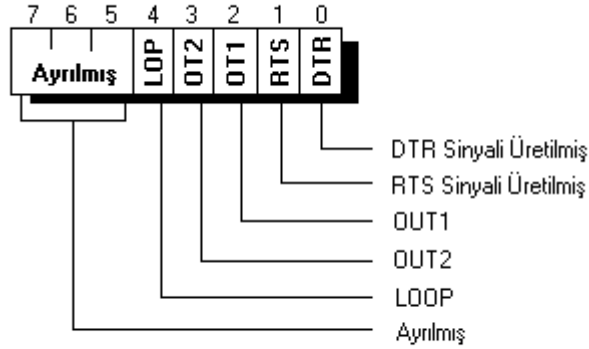 7 6 5 4 3 2 1 0
Ayrılmış LOP OT2 OT1 RTS DTR
DTR Sinyali Üretilmiş
RTS Sinyali Üretilmiş
OUT1
OUT2
LOOP
Ayrılmış